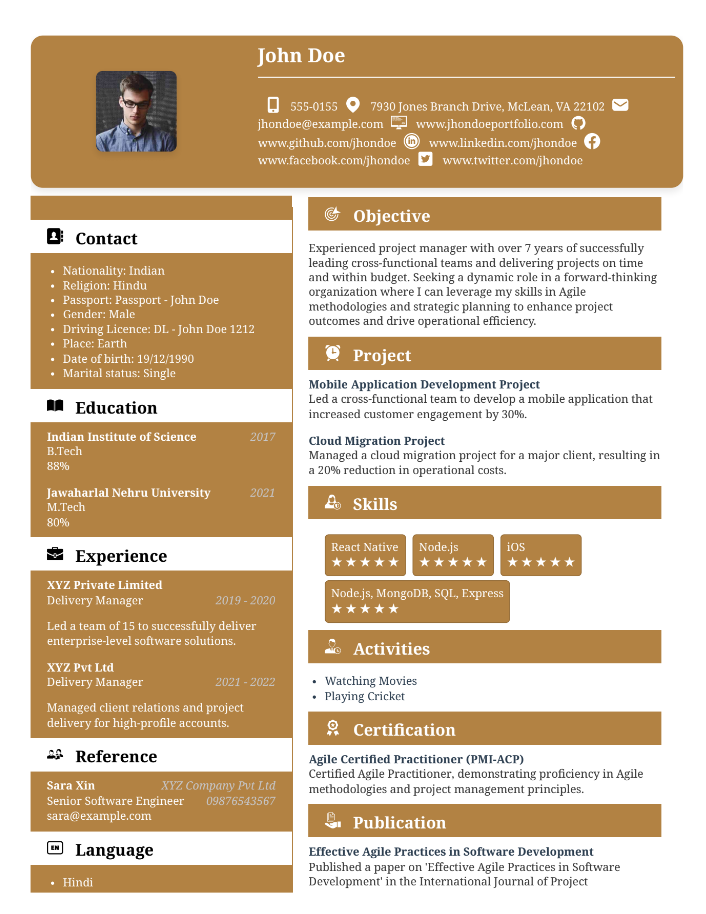 John Doe
555-0155 7930 Jones Branch Drive, McLean, VA 22102
jhondoe@example.com www.jhondoeportfolio.com
www.github.com/jhondoe www.linkedin.com/jhondoe
www.facebook.com/jhondoe www.twitter.com/jhondoe
Contact
• Nationality: Indian
• Religion: Hindu
• Passport: Passport - John Doe
• Gender: Male
• Driving Licence: DL - John Doe 1212
• Place: Earth
• Date of birth: 19/12/1990
• Marital status: Single
Education
Indian Institute of Science 2017
B.Tech
88%
Jawaharlal Nehru University 2021
M.Tech
80%
Experience
XYZ Private Limited
Delivery Manager 2019 - 2020
Led a team of 15 to successfully deliver
enterprise-level software solutions.
XYZ Pvt Ltd
Delivery Manager 2021 - 2022
Managed client relations and project
delivery for high-profile accounts.
Reference
Sara Xin XYZ Company Pvt Ltd
Senior Software Engineer 09876543567
sara@example.com
EN Language
• Hindi
Objective
Experienced project manager with over 7 years of successfully
leading cross-functional teams and delivering projects on time
and within budget. Seeking a dynamic role in a forward-thinking
organization where I can leverage my skills in Agile
methodologies and strategic planning to enhance project
outcomes and drive operational efficiency.
Project
Mobile Application Development Project
Led a cross-functional team to develop a mobile application that
increased customer engagement by 30%.
Cloud Migration Project
Managed a cloud migration project for a major client, resulting in
a 20% reduction in operational costs.
Skills
React Native Node.js iOS
★★★★★ ★★★★★ ★★★★★
Node.js, MongoDB, SQL, Express
★★★★★
Activities
• Watching Movies
• Playing Cricket
Certification
Agile Certified Practitioner (PMI-ACP)
Certified Agile Practitioner, demonstrating proficiency in Agile
methodologies and project management principles.
Publication
Effective Agile Practices in Software Development
Published a paper on 'Effective Agile Practices in Software
Development' in the International Journal of Project